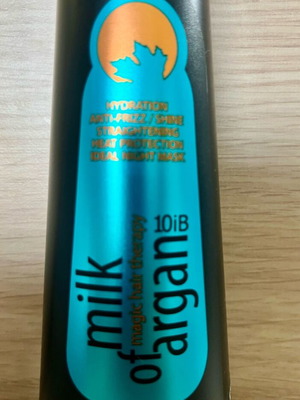 HYDRATION
ANTI-FRIZZ / SHINE
STRAIGHTENING
HEAT PROTECTION
IDEAL NIGHT MASK
milk
of argan
magic hair therapy
10iB